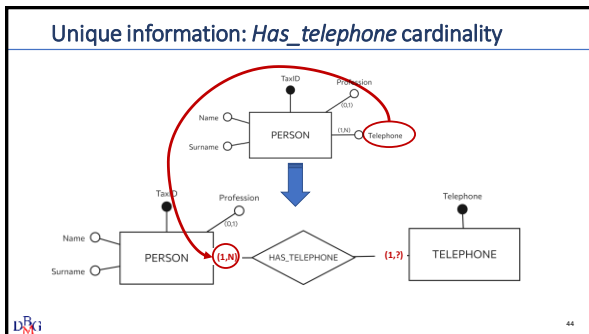 Unique information: Has_telephone cardinality
TaxID
Profession
(0,1)
Name
PERSON
(1,N)
Telephone
Surname
TaxID
Profession
(0,1)
Telephone
Name
PERSON
(1,N)
HAS_TELEPHONE
(1,?)
TELEPHONE
Surname
DBMG
44